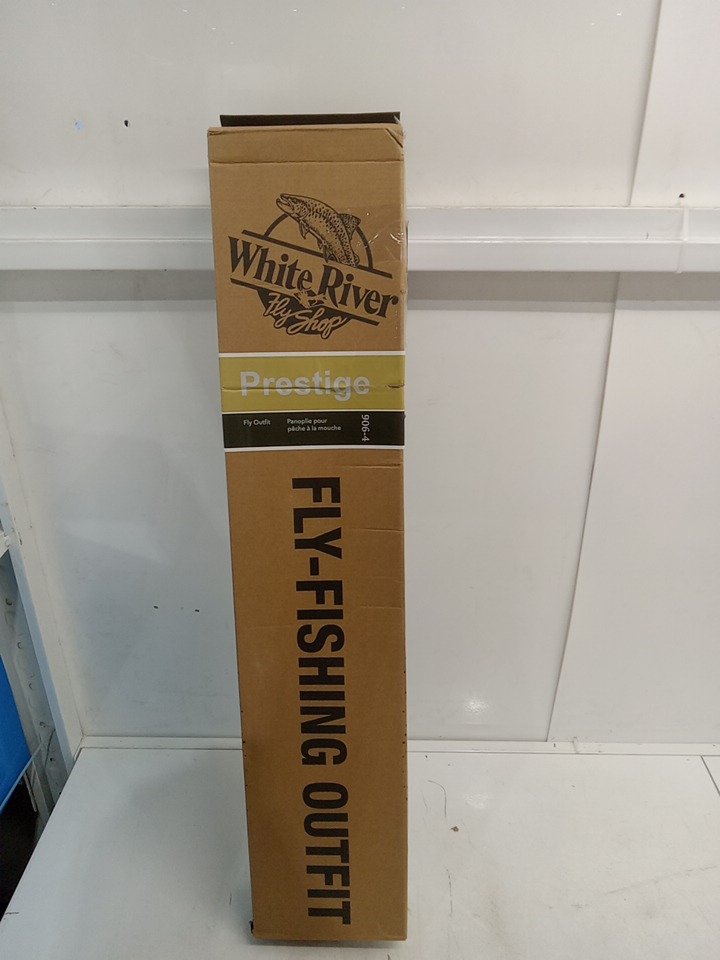 White River
Fly Shop
Prestige
Fly Outfit
Panoplie pour
pêche à la mouche
906-4
FLY-FISHING OUTFIT